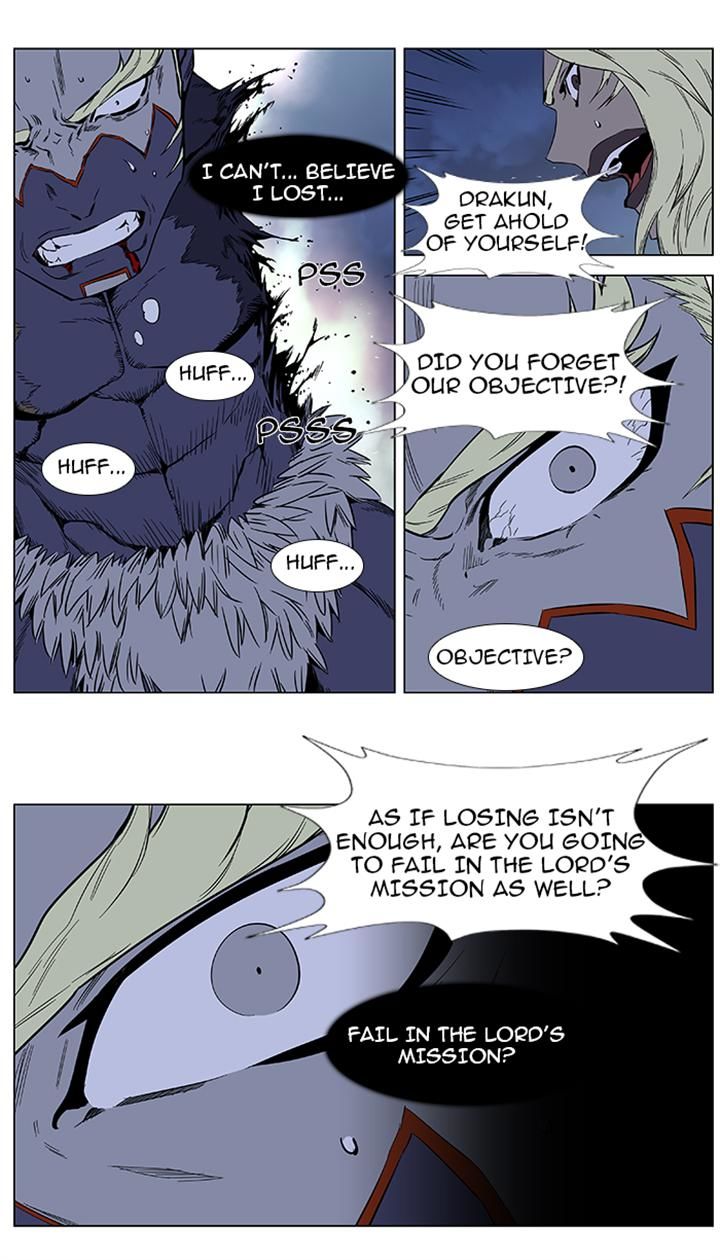 I CAN'T... BELIEVE
I LOST...
PSS
HUFF...
PSSS
HUFF...
HUFF...
DRAKUN,
GET AHOLD
OF YOURSELF!
DID YOU FORGET
OUR OBJECTIVE?!
OBJECTIVE?
AS IF LOSING ISN'T
ENOUGH, ARE YOU GOING
TO FAIL IN THE LORD'S
MISSION AS WELL?
FAIL IN THE LORD'S
MISSION?